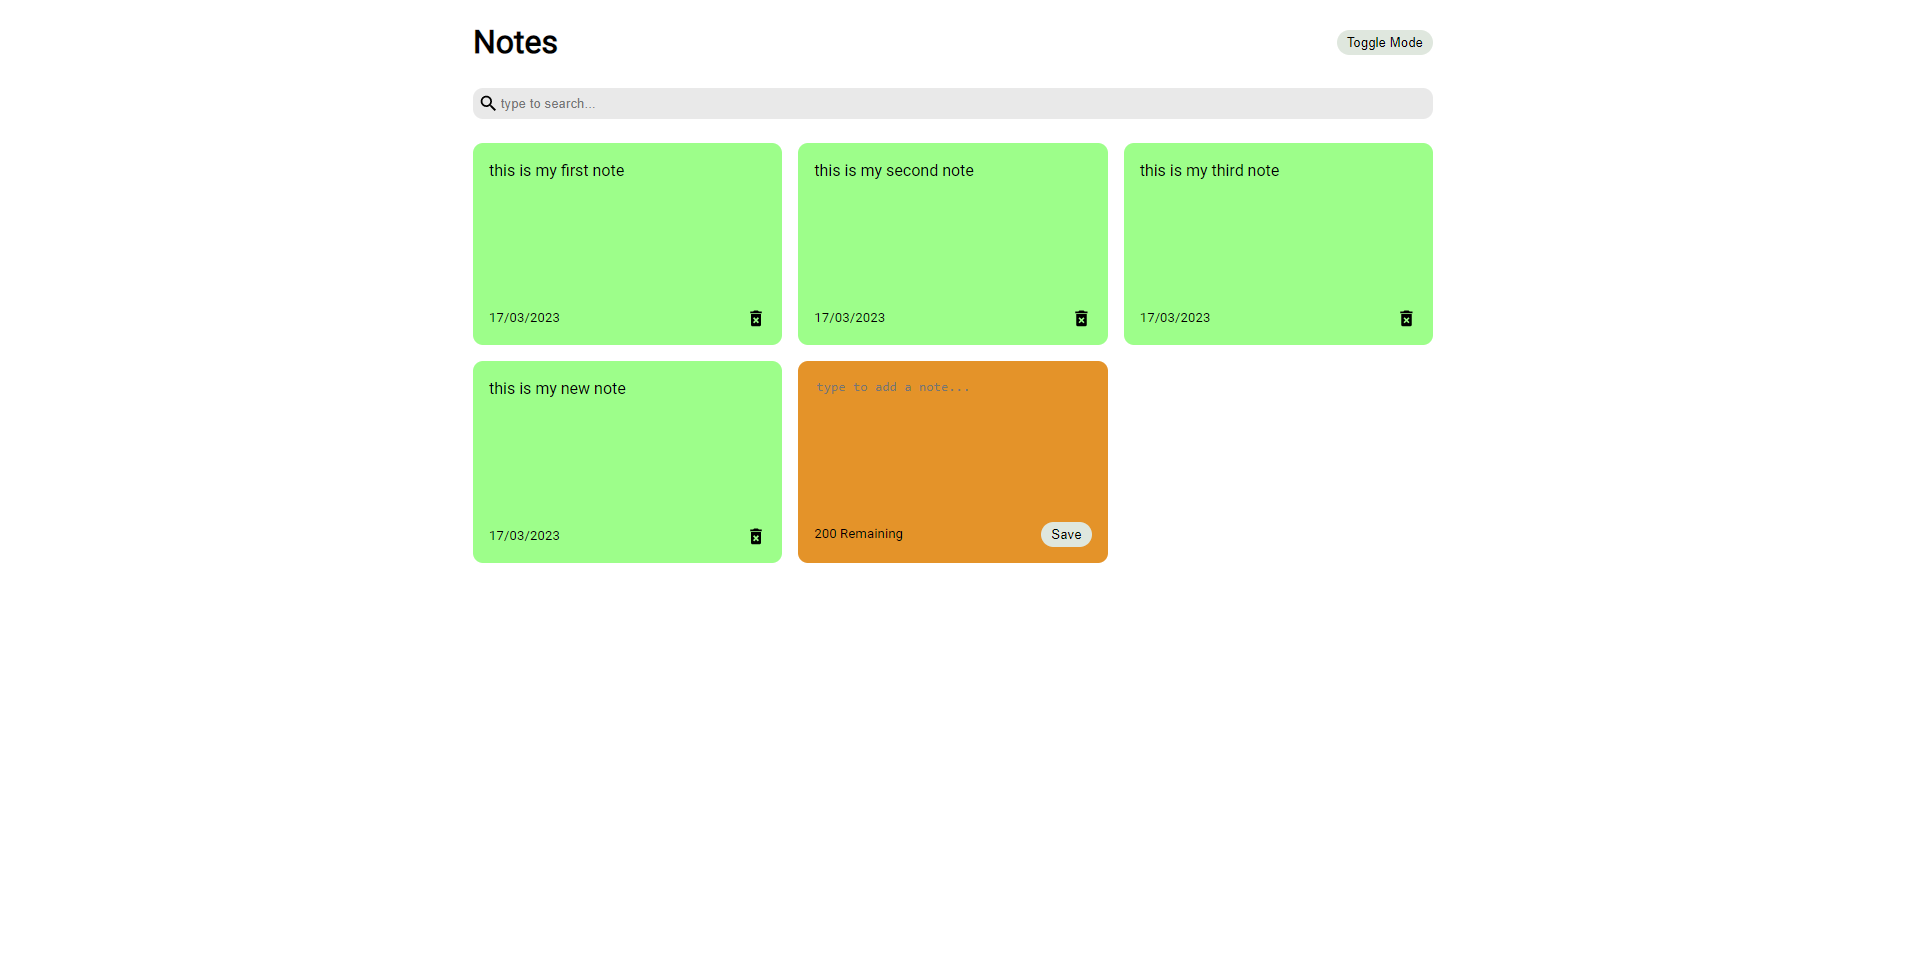 Notes
Toggle Mode
type to search...
this is my first note
17/03/2023
this is my second note
17/03/2023
this is my third note
17/03/2023
this is my new note
17/03/2023
type to add a note...
200 Remaining
Save